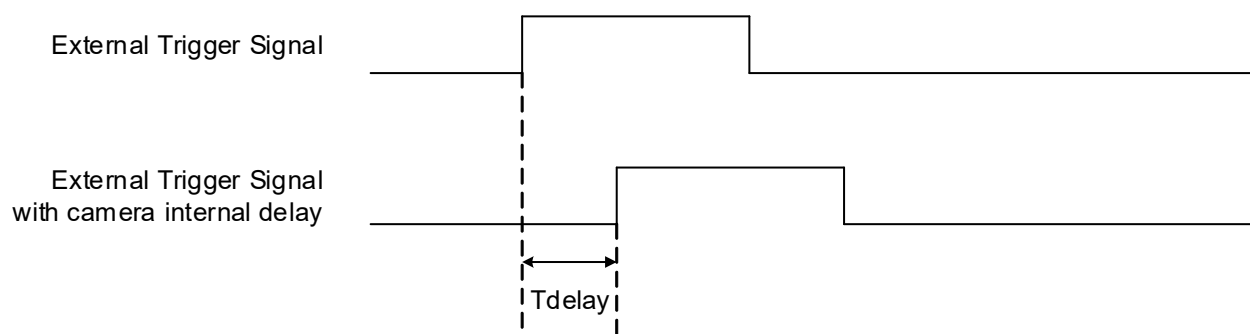 External Trigger Signal
External Trigger Signal
with camera internal delay
Tdelay